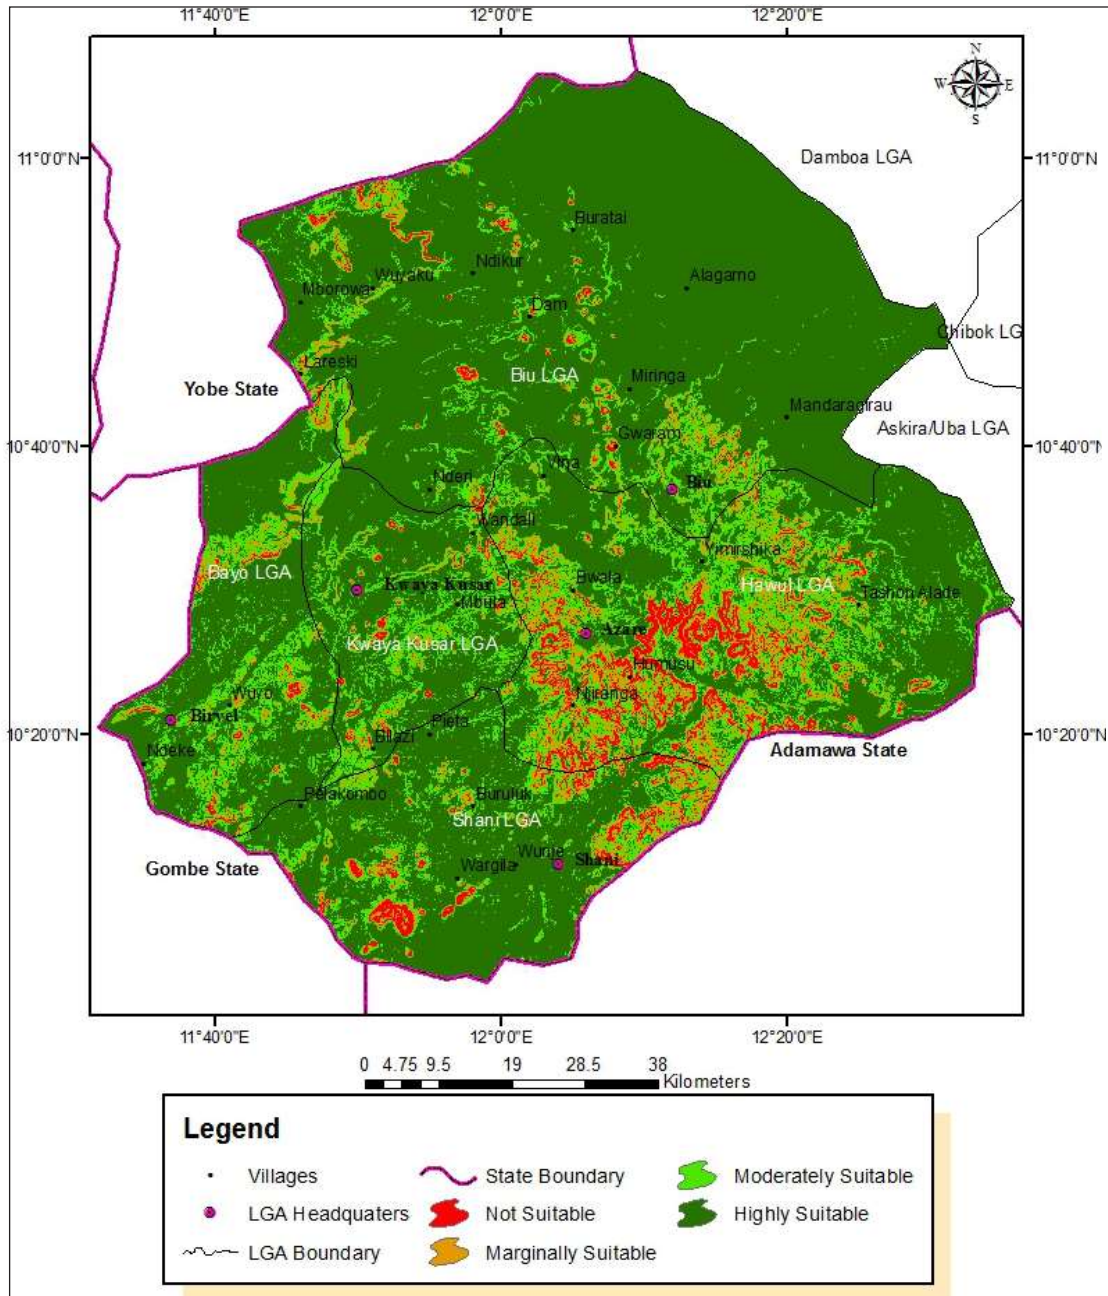 11°40'0"E 12°0'0"E 12°20'0"E
N
W E
S
11°0'0"N 11°0'0"N
Damboa LGA
Buratai
Ndikur
Wuyaku
Alagarno
Mborowa
Dam
Chibok LG
Lareski
Biu LGA
Miringa
Yobe State
Mandaragirau
Askira/Uba LGA
Gwaram
10°40'0"N 10°40'0"N
Vina
Nderi
Biu
Wandali
Yimirshika
Bayo LGA
Kwaya Kusar
Bwala
Hawul LGA
Tashon Alade
Mbula
Azare
Kwaya Kusar LGA
Humusu
Wuyo
Njirenga
Birvel
Pieta
10°20'0"N 10°20'0"N
Bilazi
Ndeke
Adamawa State
Pelakombo
Buruluk
Shani LGA
Gombe State
Wargila
Wunje
Shani
11°40'0"E 12°0'0"E 12°20'0"E
0 4.75 9.5 19 28.5 38
Kilometers
Legend
Villages State Boundary Moderately Suitable
LGA Headquaters Not Suitable Highly Suitable
LGA Boundary Marginally Suitable